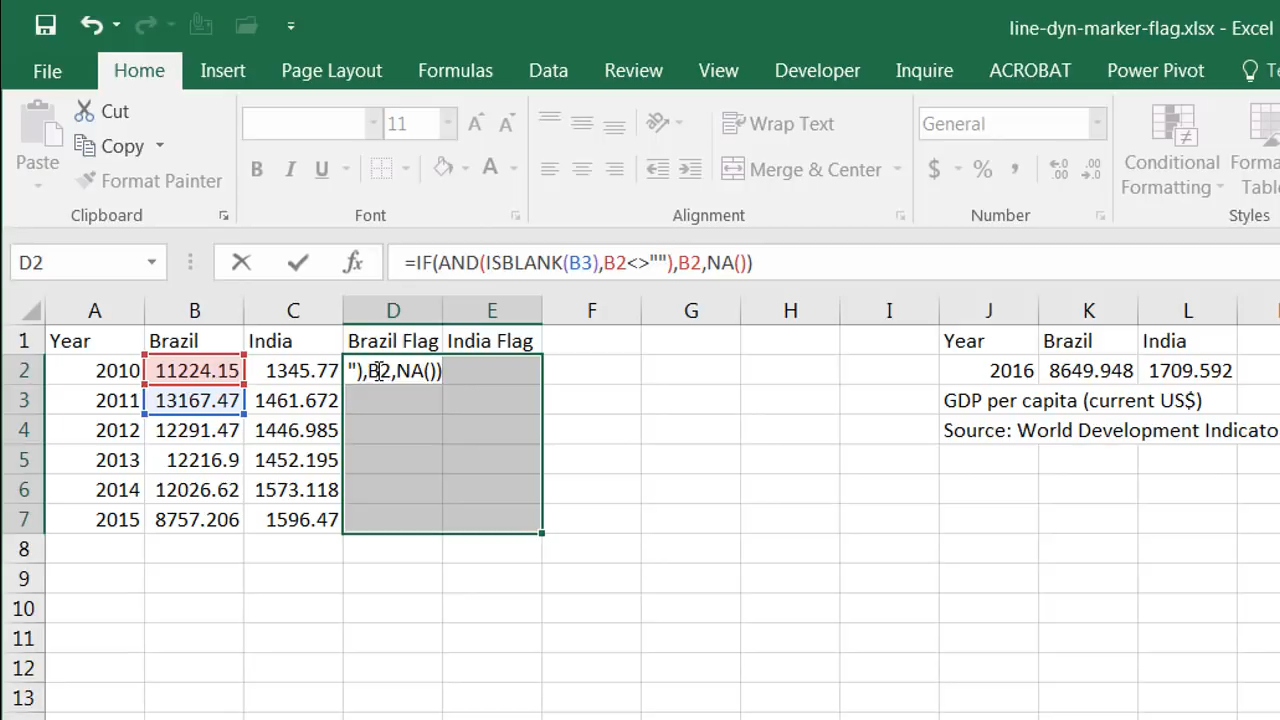 line-dyn-marker-flag.xlsx - Excel
File Home Insert Page Layout Formulas Data Review View Developer Inquire ACROBAT Power Pivot
Cut 11 Wrap Text General
Paste Copy B I U Merge & Center $ % , Conditional
Format Painter Formatting
Clipboard Font Alignment Number Styles
D2 fx =IF(AND(ISBLANK(B3),B2<>""),B2,NA())
A B C D E F G H I J K L
1 Year Brazil India Brazil Flag India Flag Year Brazil India
2 2010 11224.15 1345.77 "),B2,NA()) 2016 8649.948 1709.592
3 2011 13167.47 1461.672 GDP per capita (current US$)
4 2012 12291.47 1446.985 Source: World Development Indicato
5 2013 12216.9 1452.195
6 2014 12026.62 1573.118
7 2015 8757.206 1596.47
8
9
10
11
12
13